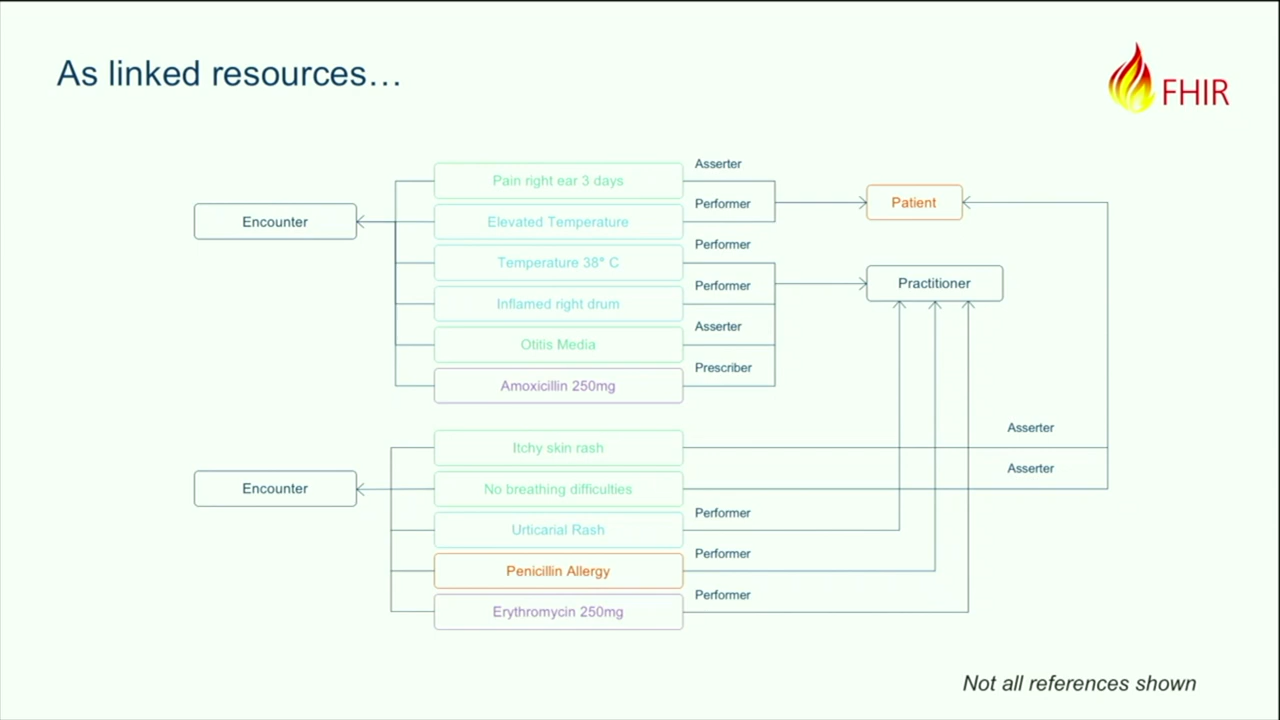 As linked resources…
FHIR
Encounter
Pain right ear 3 days
Asserter
Elevated Temperature
Performer
Temperature 38° C
Performer
Inflamed right drum
Performer
Otitis Media
Asserter
Amoxicillin 250mg
Prescriber
Patient
Practitioner
Encounter
Itchy skin rash
Asserter
No breathing difficulties
Asserter
Urticarial Rash
Performer
Penicillin Allergy
Performer
Erythromycin 250mg
Performer
Not all references shown